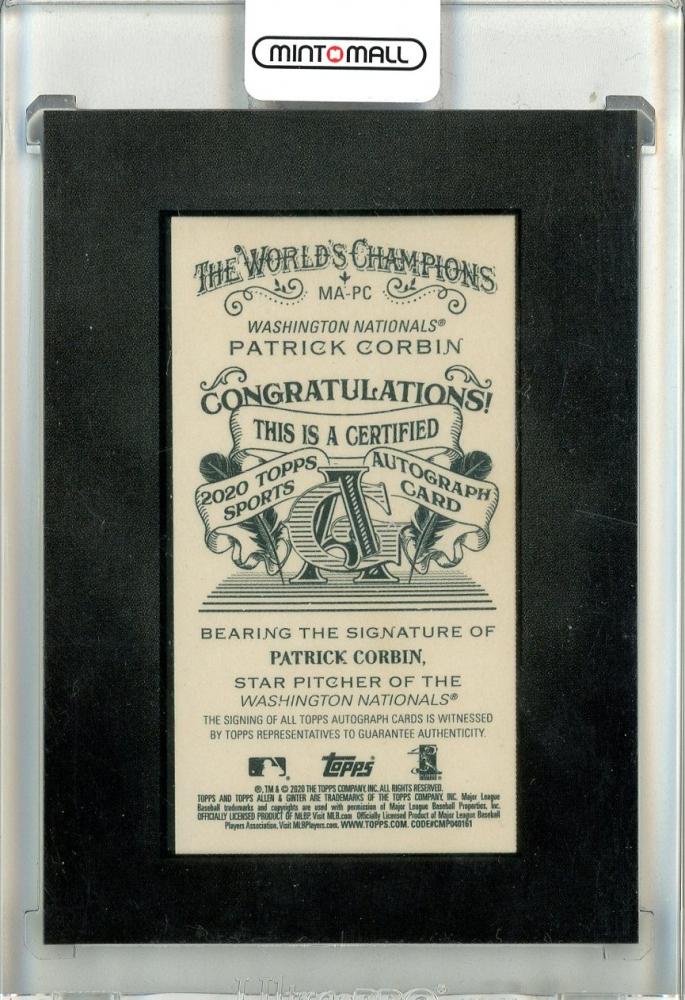 MINTMALL
THE WORLD'S CHAMPIONS
MA-PC
WASHINGTON NATIONALS®
PATRICK CORBIN
CONGRATULATIONS!
THIS IS A CERTIFIED
2020 TOPPS
SPORTS
AUTOGRAPH
CARD
BEARING THE SIGNATURE OF
PATRICK CORBIN,
STAR PITCHER OF THE
WASHINGTON NATIONALS®
THE SIGNING OF ALL TOPPS AUTOGRAPH CARDS IS WITNESSED
BY TOPPS REPRESENTATIVES TO GUARANTEE AUTHENTICITY.
Topps
®, TM & © 2020 THE TOPPS COMPANY, INC. ALL RIGHTS RESERVED.
TOPPS AND TOPPS ALLEN & GINTER ARE TRADEMARKS OF THE TOPPS COMPANY, INC. Major League
Baseball trademarks and copyrights are used with permission of Major League Baseball Properties, Inc.
OFFICIALLY LICENSED PRODUCT OF MLBP. Visit MLB.com Officially Licensed Product of Major League Baseball
Players Association. Visit MLBPlayers.com. WWW.TOPPS.COM. CODE#CMP040161